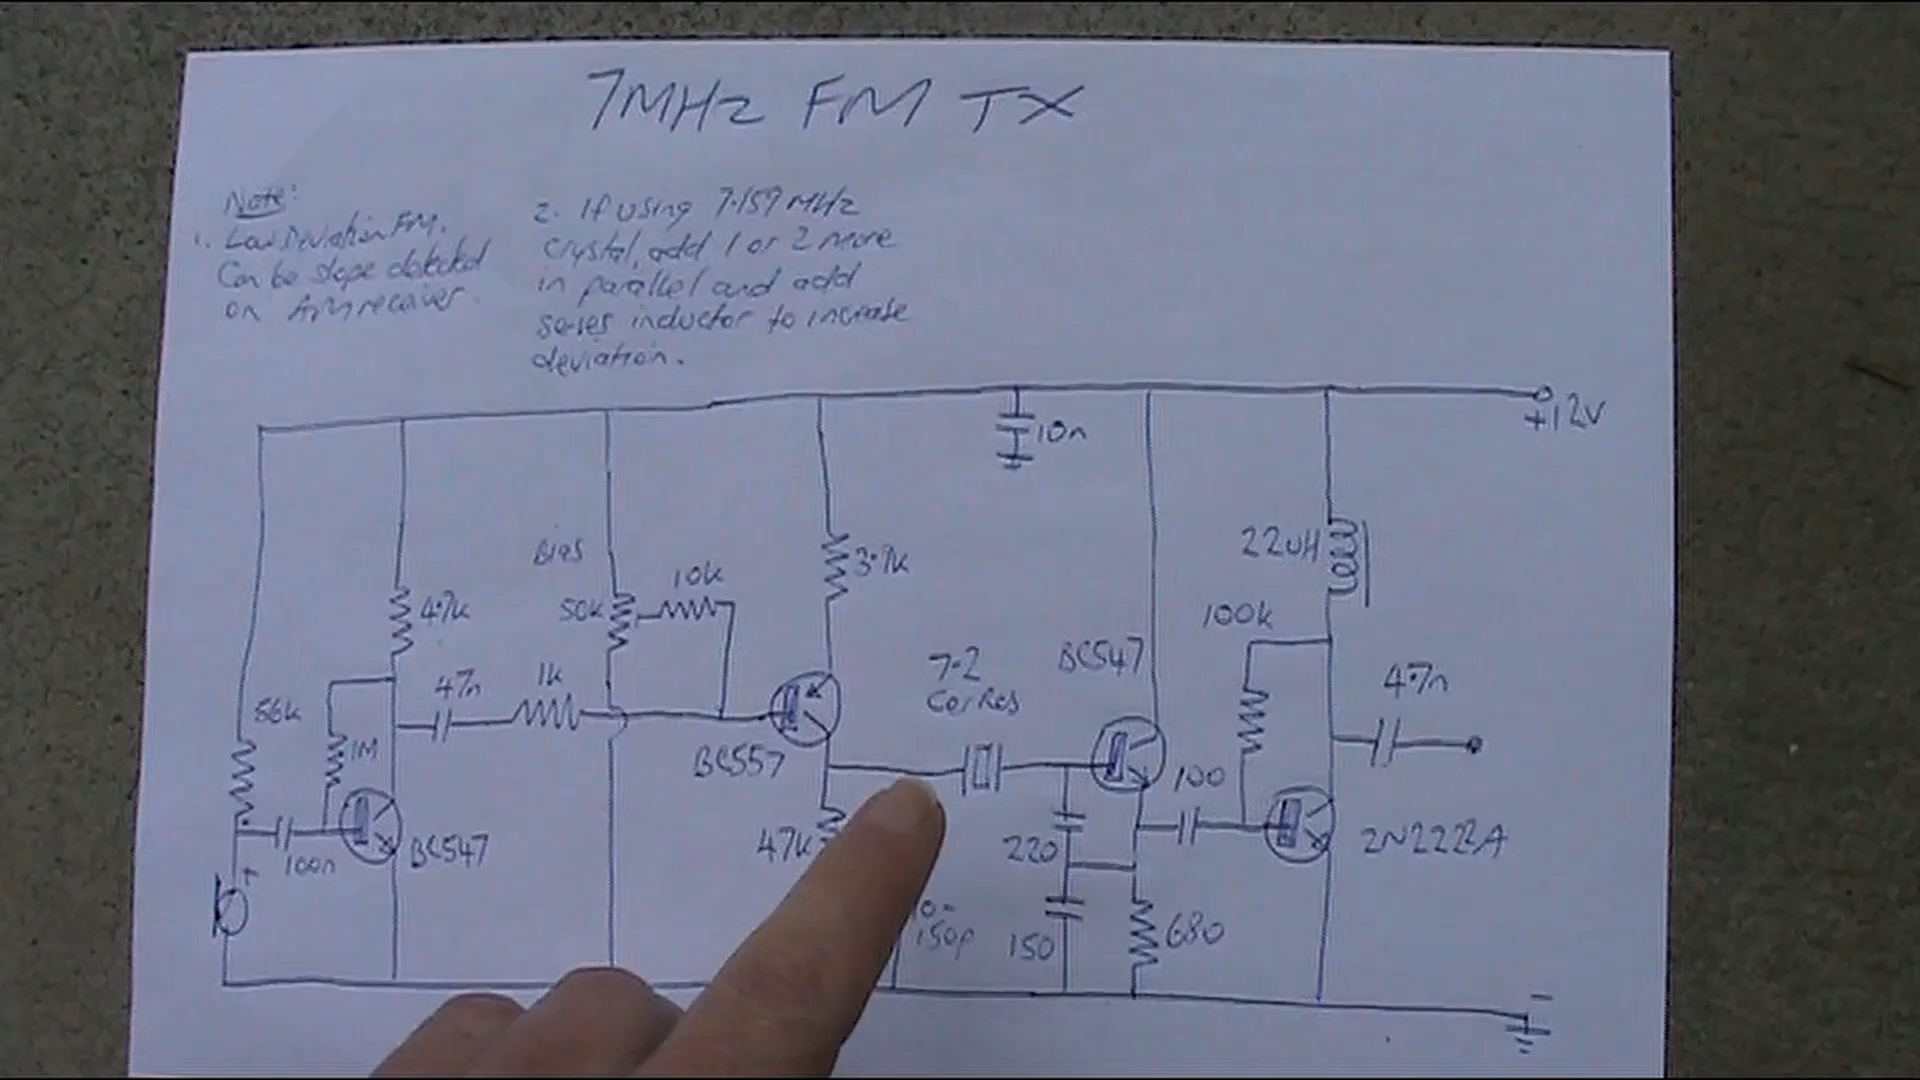 7MHz FM TX
Note:
1. Low Deviation FM.
Can be slope detected
on AM receiver.
2. If using 7.159 MHz
crystal, add 1 or 2 more
in parallel and add
series inductor to increase
deviation.
+12V
10n
22uH
Bias
3.9k
10k
50k
4.7k
100k
BC547
7.2
Cer Res
4.7n
47n
1k
56k
1M
BC557
100
47k
220
2N2222A
100n
BC547
+
150p
150
680